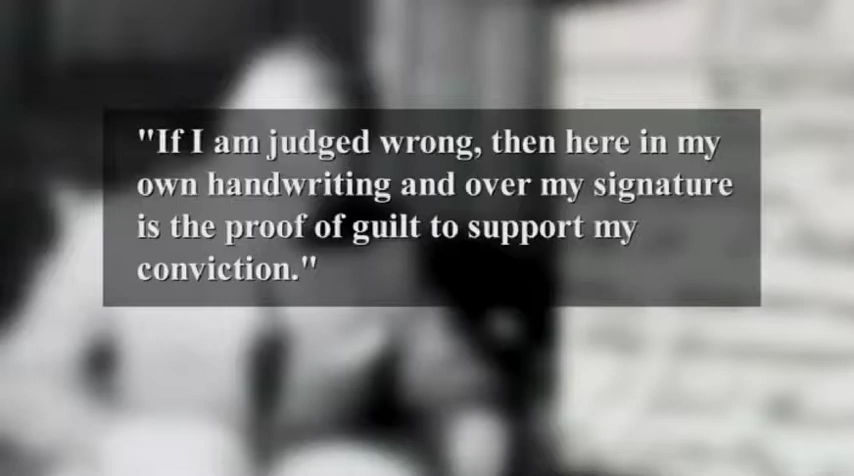 "If I am judged wrong, then here in my
own handwriting and over my signature
is the proof of guilt to support my
conviction."